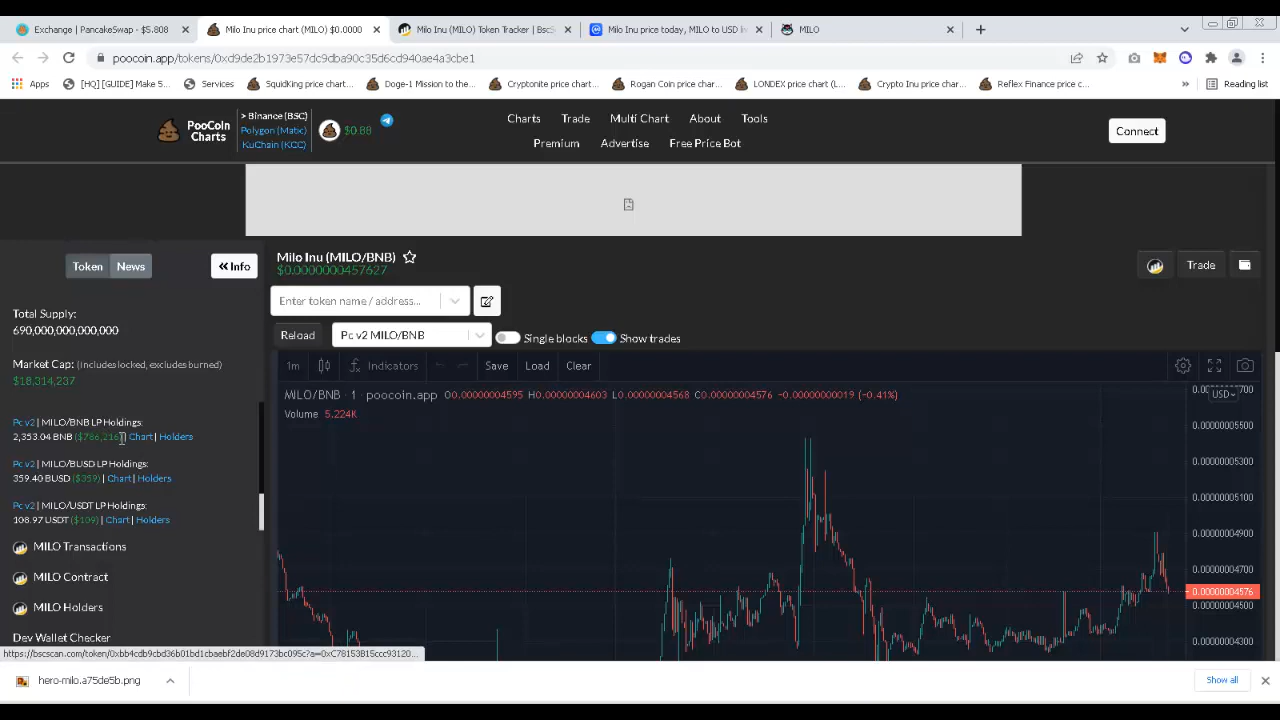 Exchange | PancakeSwap - $5.808
Milo Inu price chart (MILO) $0.0000
Milo Inu (MILO) Token Tracker | BscS
Milo Inu price today, MILO to USD li
MILO
poocoin.app/tokens/0xd9de2b1973e57dc9dba90c35d6cd940ae4a3cbe1
Apps
[HQ] [GUIDE] Make 5...
Services
SquidKing price chart...
Doge-1 Mission to the...
Cryptonite price chart...
Rogan Coin price char...
LONDEX price chart (L...
Crypto Inu price char...
Reflex Finance price c...
»
Reading list
PooCoin Charts
> Binance (BSC)
Polygon (Matic)
KuChain (KCC)
$0.88
Charts
Trade
Multi Chart
About
Tools
Premium
Advertise
Free Price Bot
Connect
Token
News
« Info
Total Supply:
690,000,000,000,000
Market Cap: (includes locked, excludes burned)
$18,314,237
Pc v2 | MILO/BNB LP Holdings:
2,353.04 BNB ($786,216) | Chart | Holders
Pc v2 | MILO/BUSD LP Holdings:
359.40 BUSD ($359) | Chart | Holders
Pc v2 | MILO/USDT LP Holdings:
108.97 USDT ($109) | Chart | Holders
MILO Transactions
MILO Contract
MILO Holders
Dev Wallet Checker
Milo Inu (MILO/BNB)
$0.0000000457627
Trade
Enter token name / address...
Reload
Pc v2 MILO/BNB
Single blocks
Show trades
1m
Indicators
Save
Load
Clear
MILO/BNB · 1 · poocoin.app O0.00000004595 H0.00000004603 L0.00000004568 C0.00000004576 -0.00000000019 (-0.41%)
Volume 5.224K
USD
0.00000005500
0.00000005300
0.00000005100
0.00000004900
0.00000004700
0.00000004576
0.00000004500
0.00000004300
hero-milo.a75de5b.png
Show all